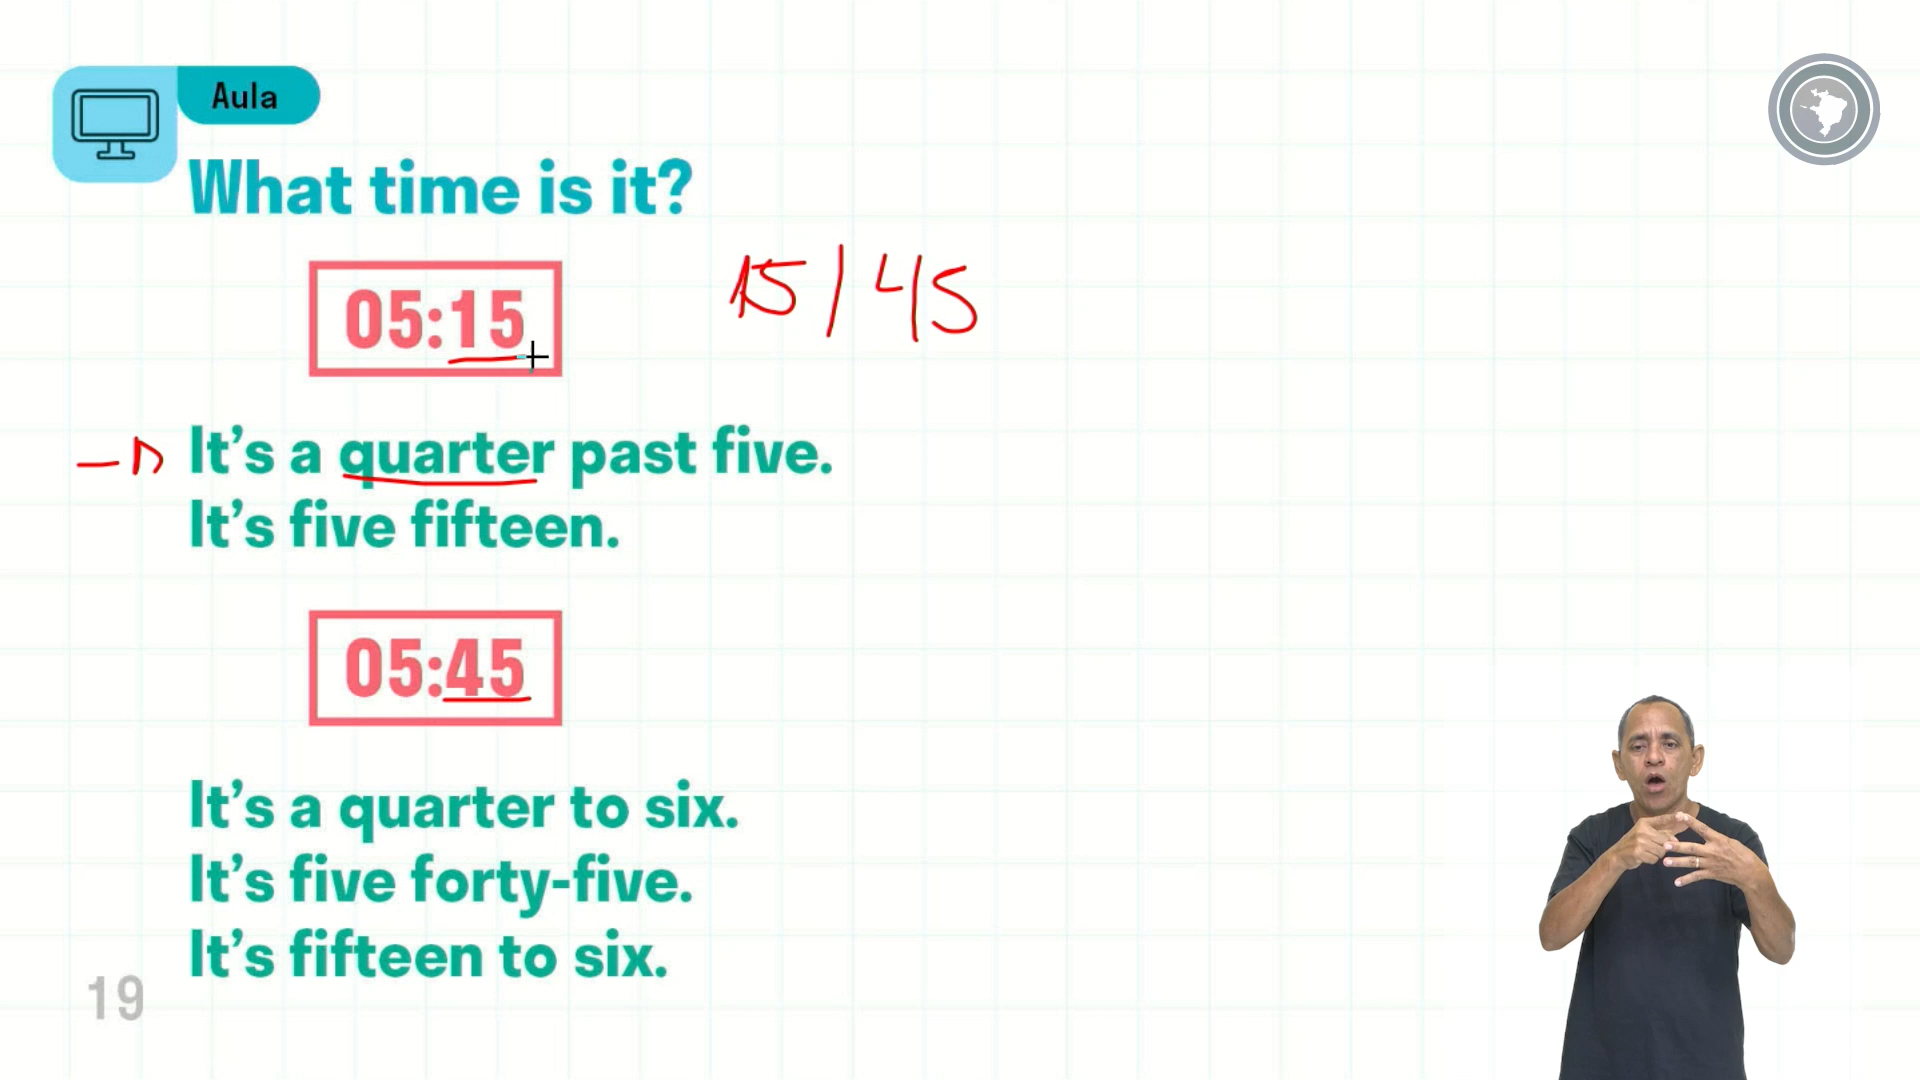 Aula
What time is it?
05:15
15/45
It's a quarter past five.
It's five fifteen.
05:45
It's a quarter to six.
It's five forty-five.
It's fifteen to six.
19